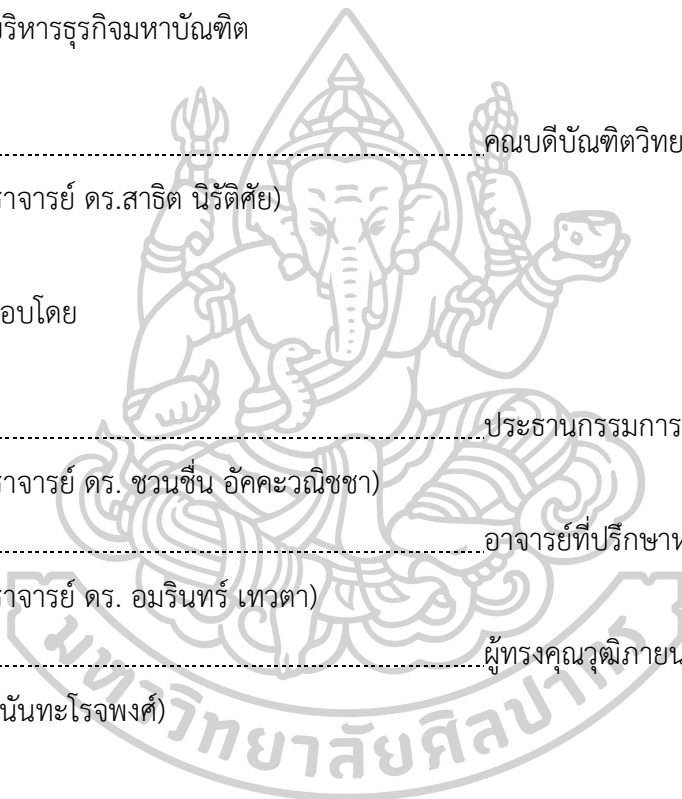 ริหารธุรกิจมหาบัณฑิต
คณบดีบัณฑิตวิทย
าจารย์ ดร.สาธิต นิรัติศัย)
อบโดย
ประธานกรรมการ
าจารย์ ดร. ชวนชื่น อัคคะวณิชชา)
อาจารย์ที่ปรึกษาห
าจารย์ ดร. อมรินทร์ เทวตา)
ผู้ทรงคุณวุฒิภายน
นันทะโรจพงศ์)
มหาวิทยาลัยศิลปากร